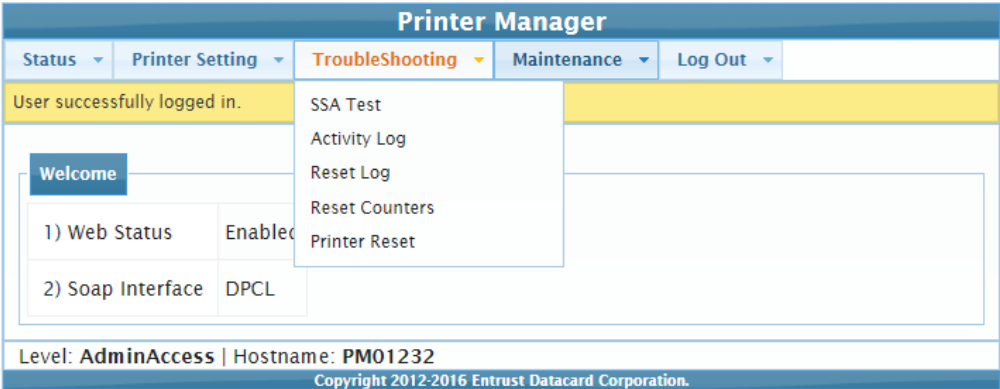 Printer Manager
Status Printer Setting TroubleShooting Maintenance Log Out
User successfully logged in.
SSA Test
Activity Log
Reset Log
Reset Counters
Printer Reset
Welcome
1) Web Status Enabled
2) Soap Interface DPCL
Level: AdminAccess | Hostname: PM01232
Copyright 2012-2016 Entrust Datacard Corporation.